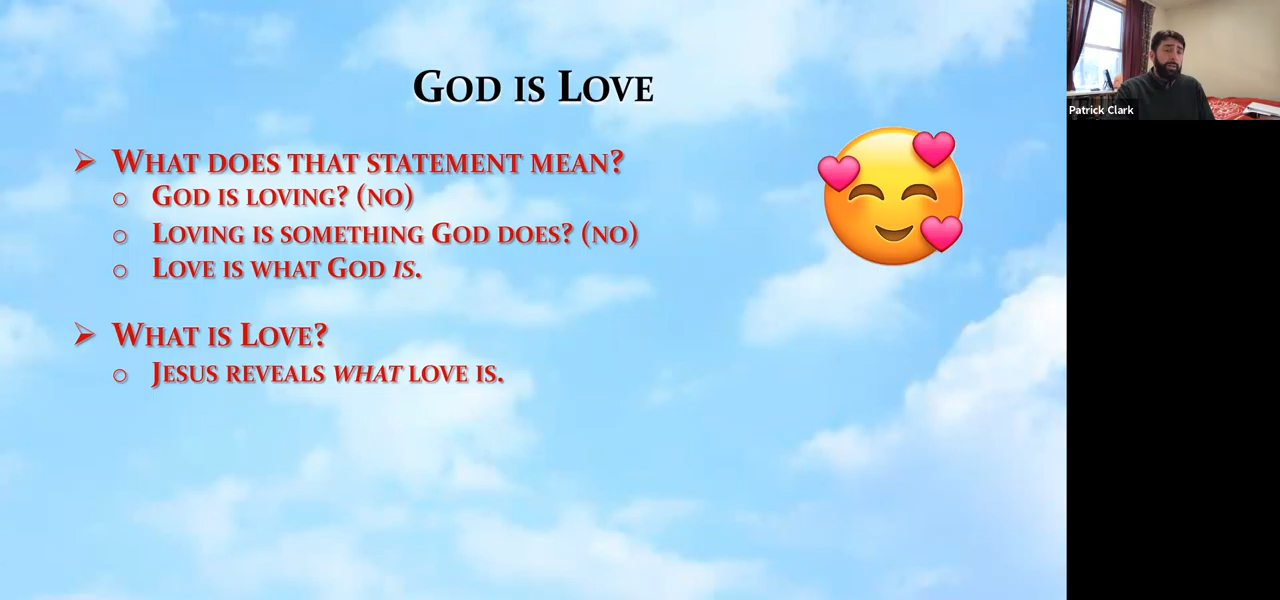 God is Love
What does that statement mean?
God is loving? (no)
Loving is something God does? (no)
Love is what God is.
What is Love?
Jesus reveals what love is.
Patrick Clark